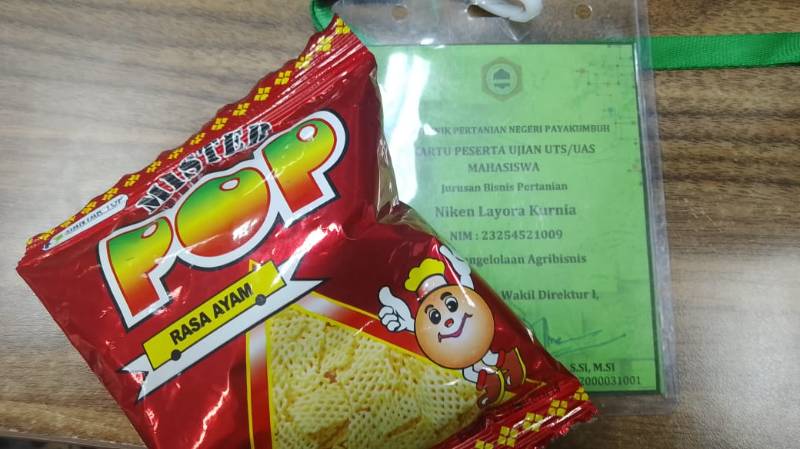 MISTER
POP
RASA AYAM
NIK PERTANIAN NEGERI PAYAKUMBUH
KARTU PESERTA UJIAN UTS/UAS
MAHASISWA
Jurusan Bisnis Pertanian
Niken Layora Kurnia
NIM : 23254521009
engelolaan Agribisnis
Wakil Direktur I,
S.Si, M.SI
2000031001